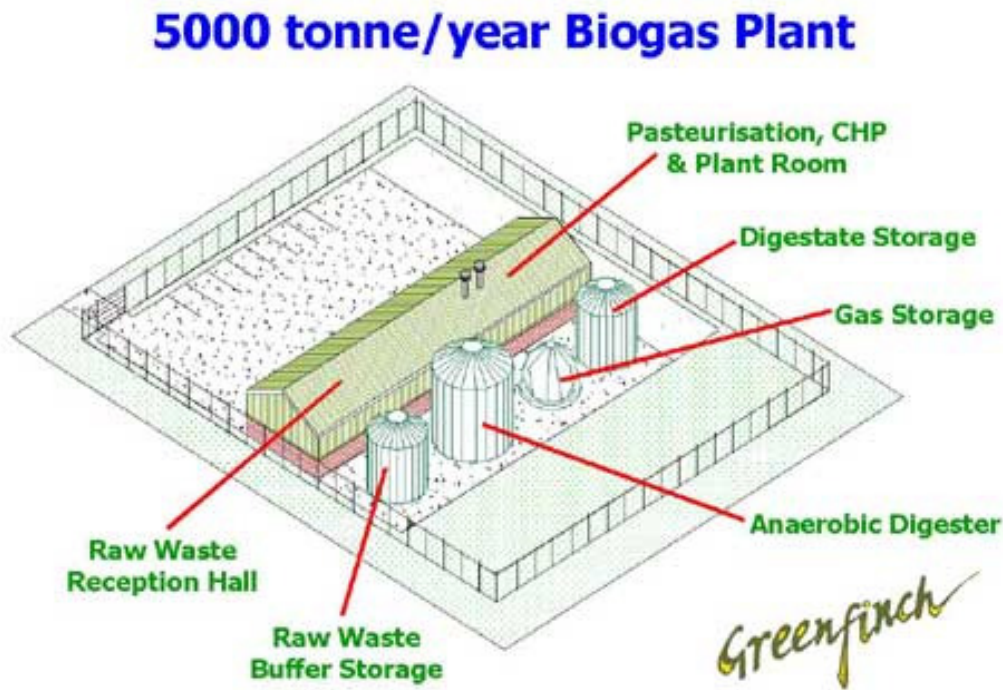 5000 tonne/year Biogas Plant
Pasteurisation, CHP
& Plant Room
Digestate Storage
Gas Storage
Anaerobic Digester
Raw Waste
Reception Hall
Raw Waste
Buffer Storage
Greenfinch